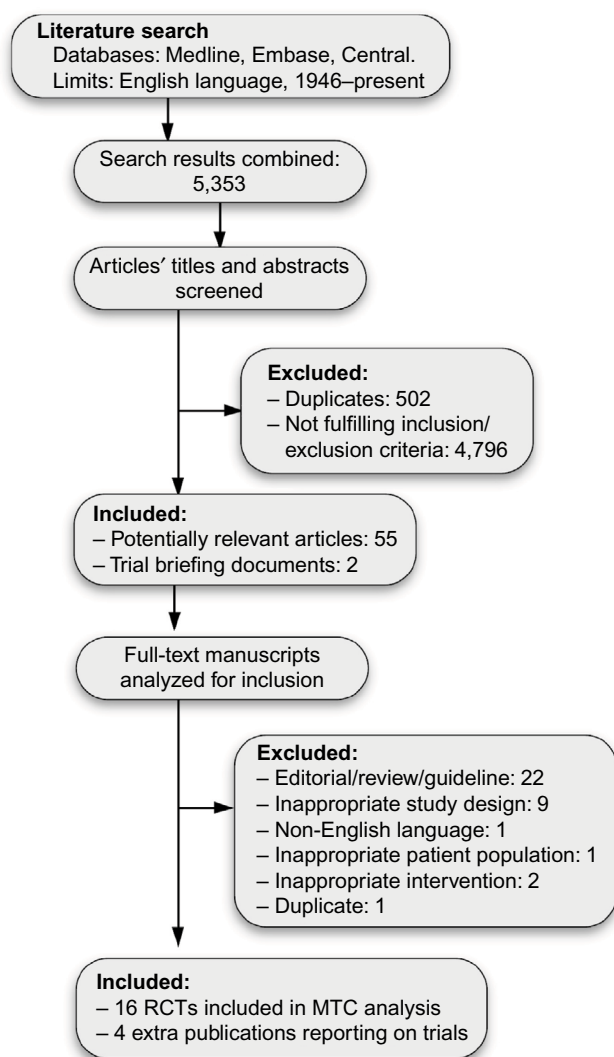 Literature search
Databases: Medline, Embase, Central.
Limits: English language, 1946–present
Search results combined:
5,353
Articles′ titles and abstracts
screened
Excluded:
– Duplicates: 502
– Not fulfilling inclusion/
exclusion criteria: 4,796
Included:
– Potentially relevant articles: 55
– Trial briefing documents: 2
Full-text manuscripts
analyzed for inclusion
Excluded:
– Editorial/review/guideline: 22
– Inappropriate study design: 9
– Non-English language: 1
– Inappropriate patient population: 1
– Inappropriate intervention: 2
– Duplicate: 1
Included:
– 16 RCTs included in MTC analysis
– 4 extra publications reporting on trials